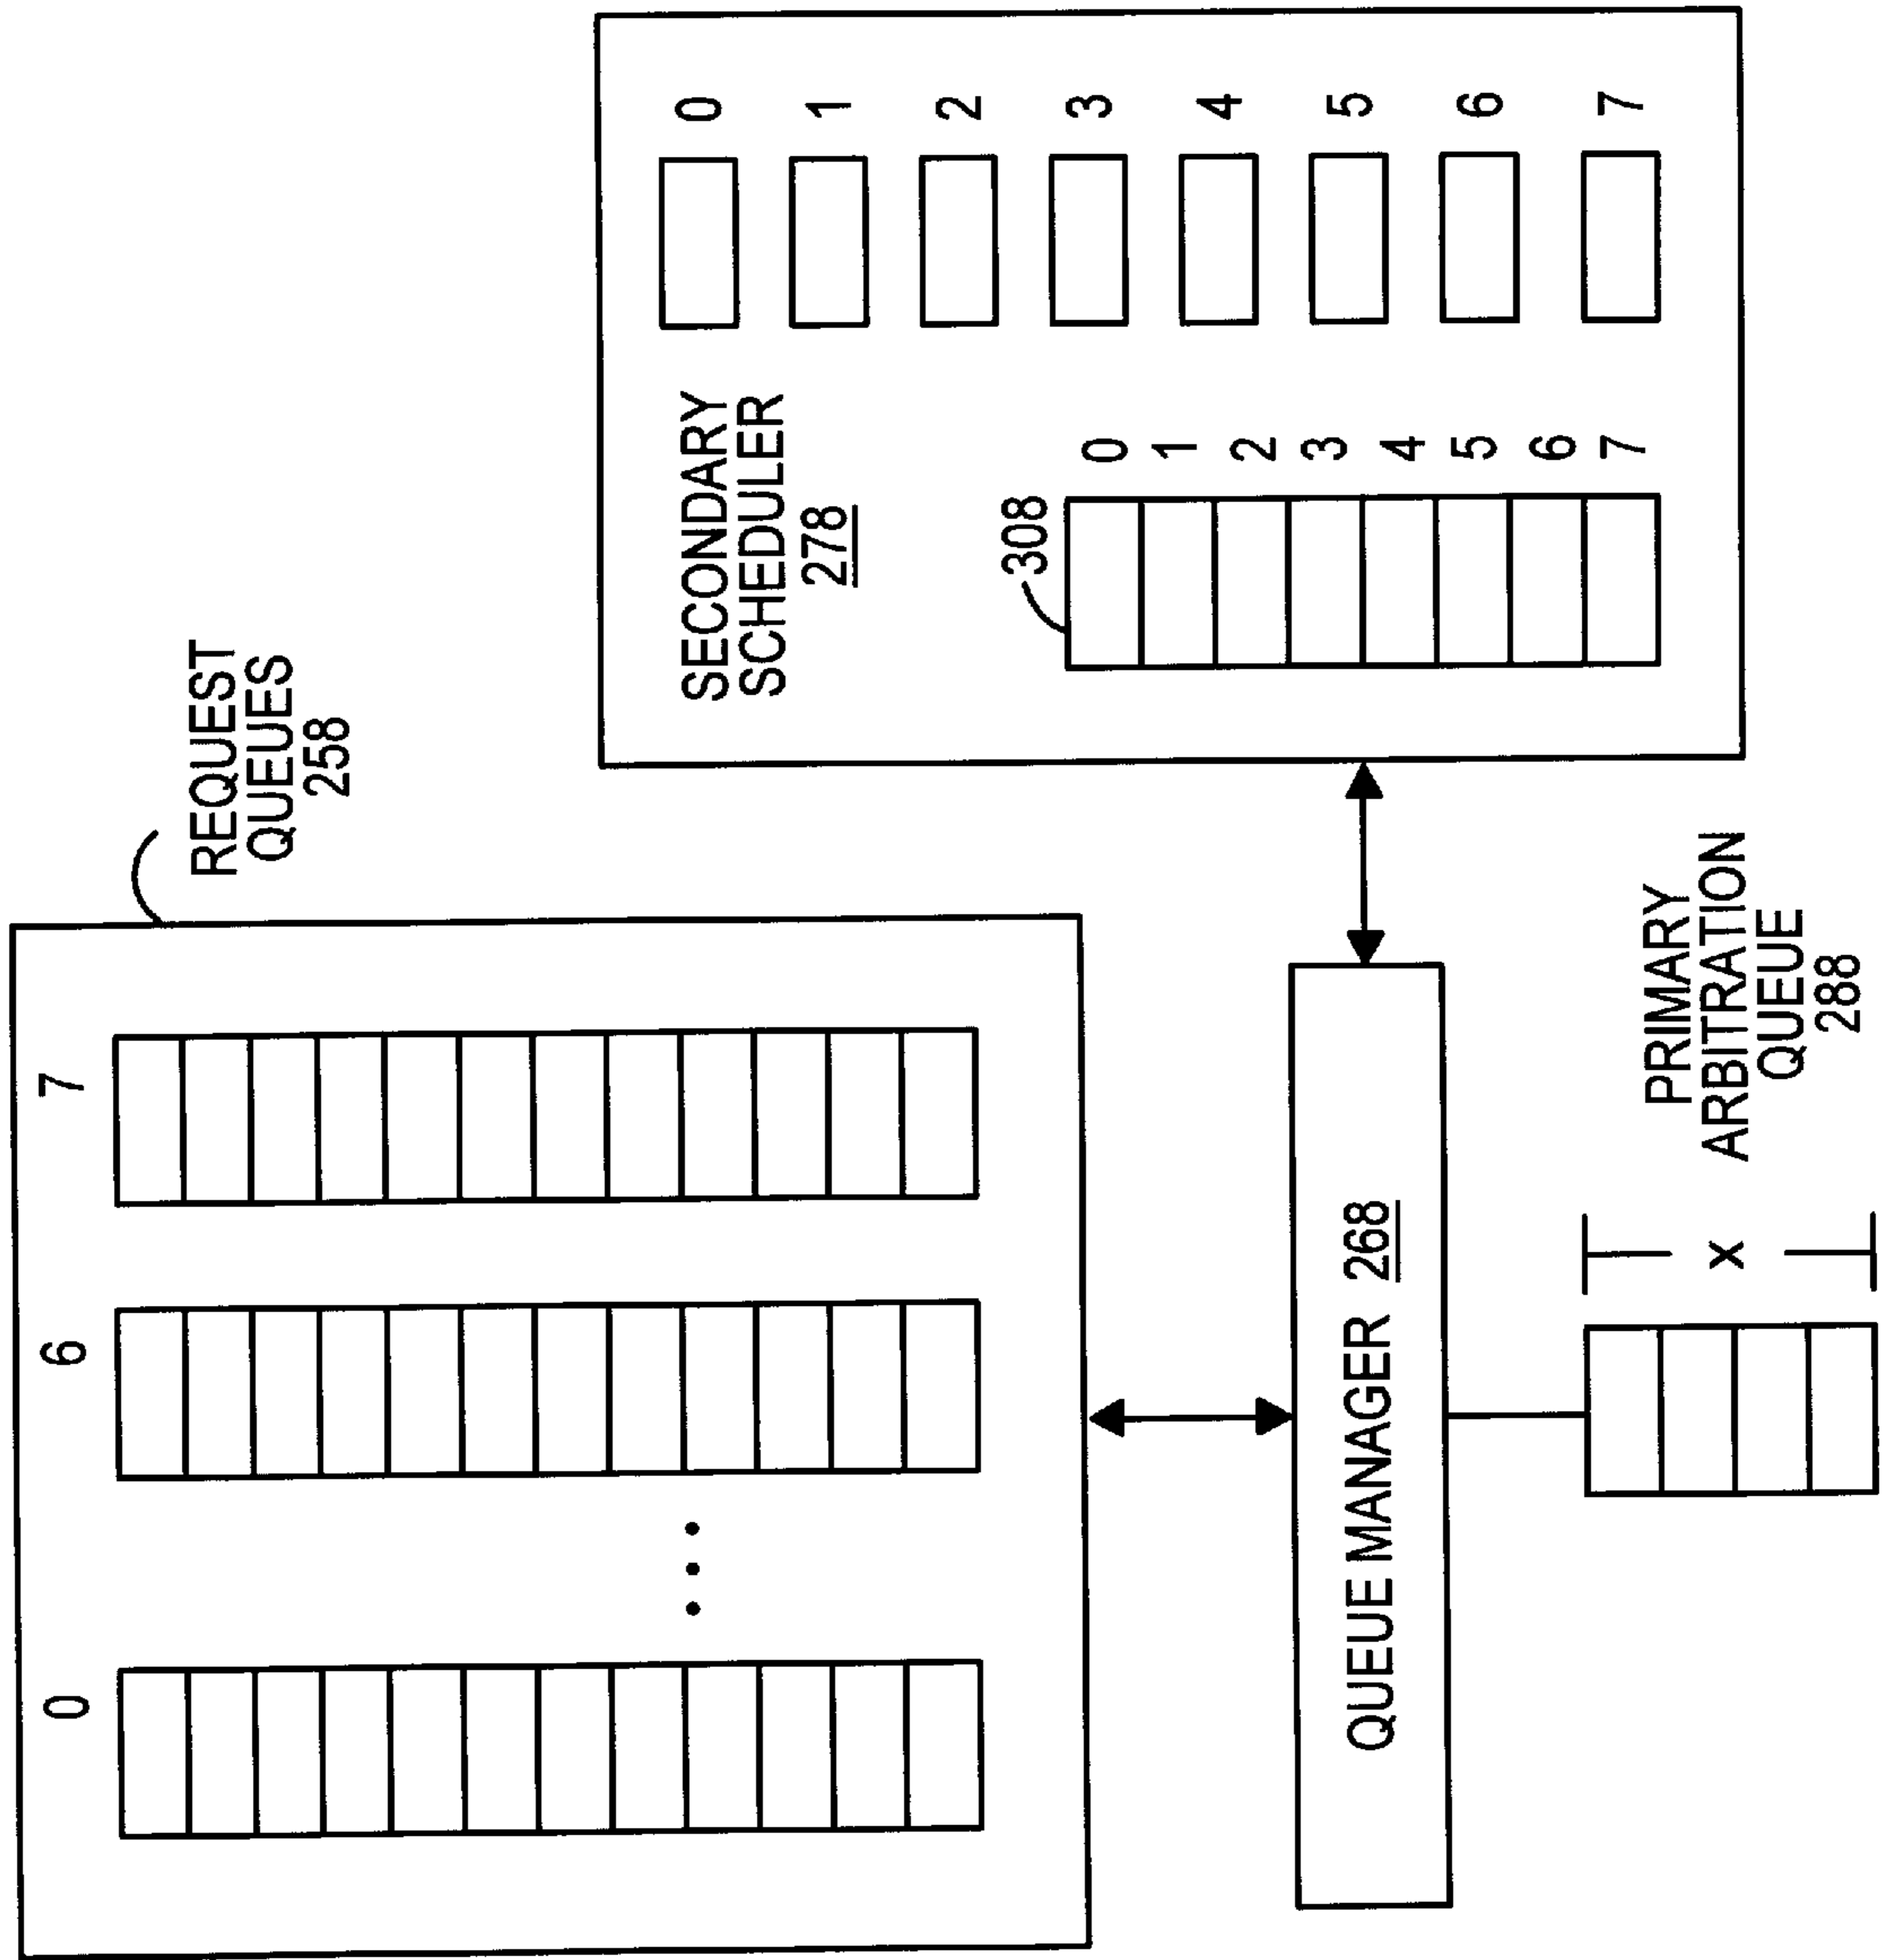 0
6
7
REQUEST
QUEUES
258
QUEUE MANAGER 268
x
PRIMARY
ARBITRATION
QUEUE
288
SECONDARY
SCHEDULER
278
308
0
1
2
3
4
5
6
7
0
1
2
3
4
5
6
7